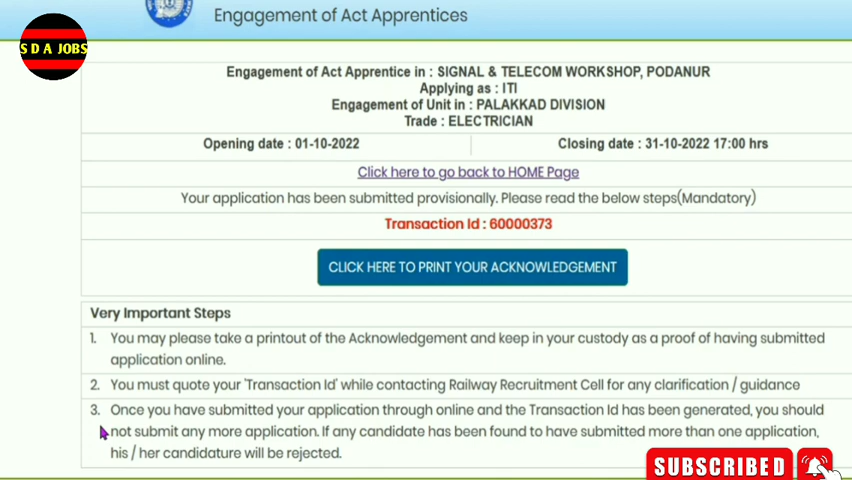 Engagement of Act Apprentices
S D A JOBS
Engagement of Act Apprentice in : SIGNAL & TELECOM WORKSHOP, PODANUR
Applying as : ITI
Engagement of Unit in : PALAKKAD DIVISION
Trade : ELECTRICIAN
Opening date : 01-10-2022 Closing date : 31-10-2022 17:00 hrs
Click here to go back to HOME Page
Your application has been submitted provisionally. Please read the below steps(Mandatory)
Transaction Id : 60000373
CLICK HERE TO PRINT YOUR ACKNOWLEDGEMENT
Very Important Steps
1. You may please take a printout of the Acknowledgement and keep in your custody as a proof of having submitted
application online.
2. You must quote your 'Transaction Id' while contacting Railway Recruitment Cell for any clarification / guidance
3. Once you have submitted your application through online and the Transaction Id has been generated, you should
not submit any more application. If any candidate has been found to have submitted more than one application,
his / her candidature will be rejected.
SUBSCRIBED